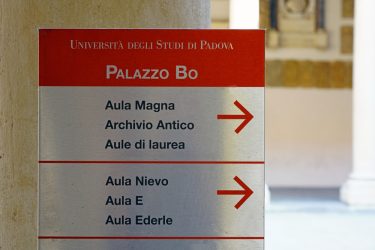 Università degli Studi di Padova
Palazzo Bo
Aula Magna
Archivio Antico
Aule di laurea
Aula Nievo
Aula E
Aula Ederle